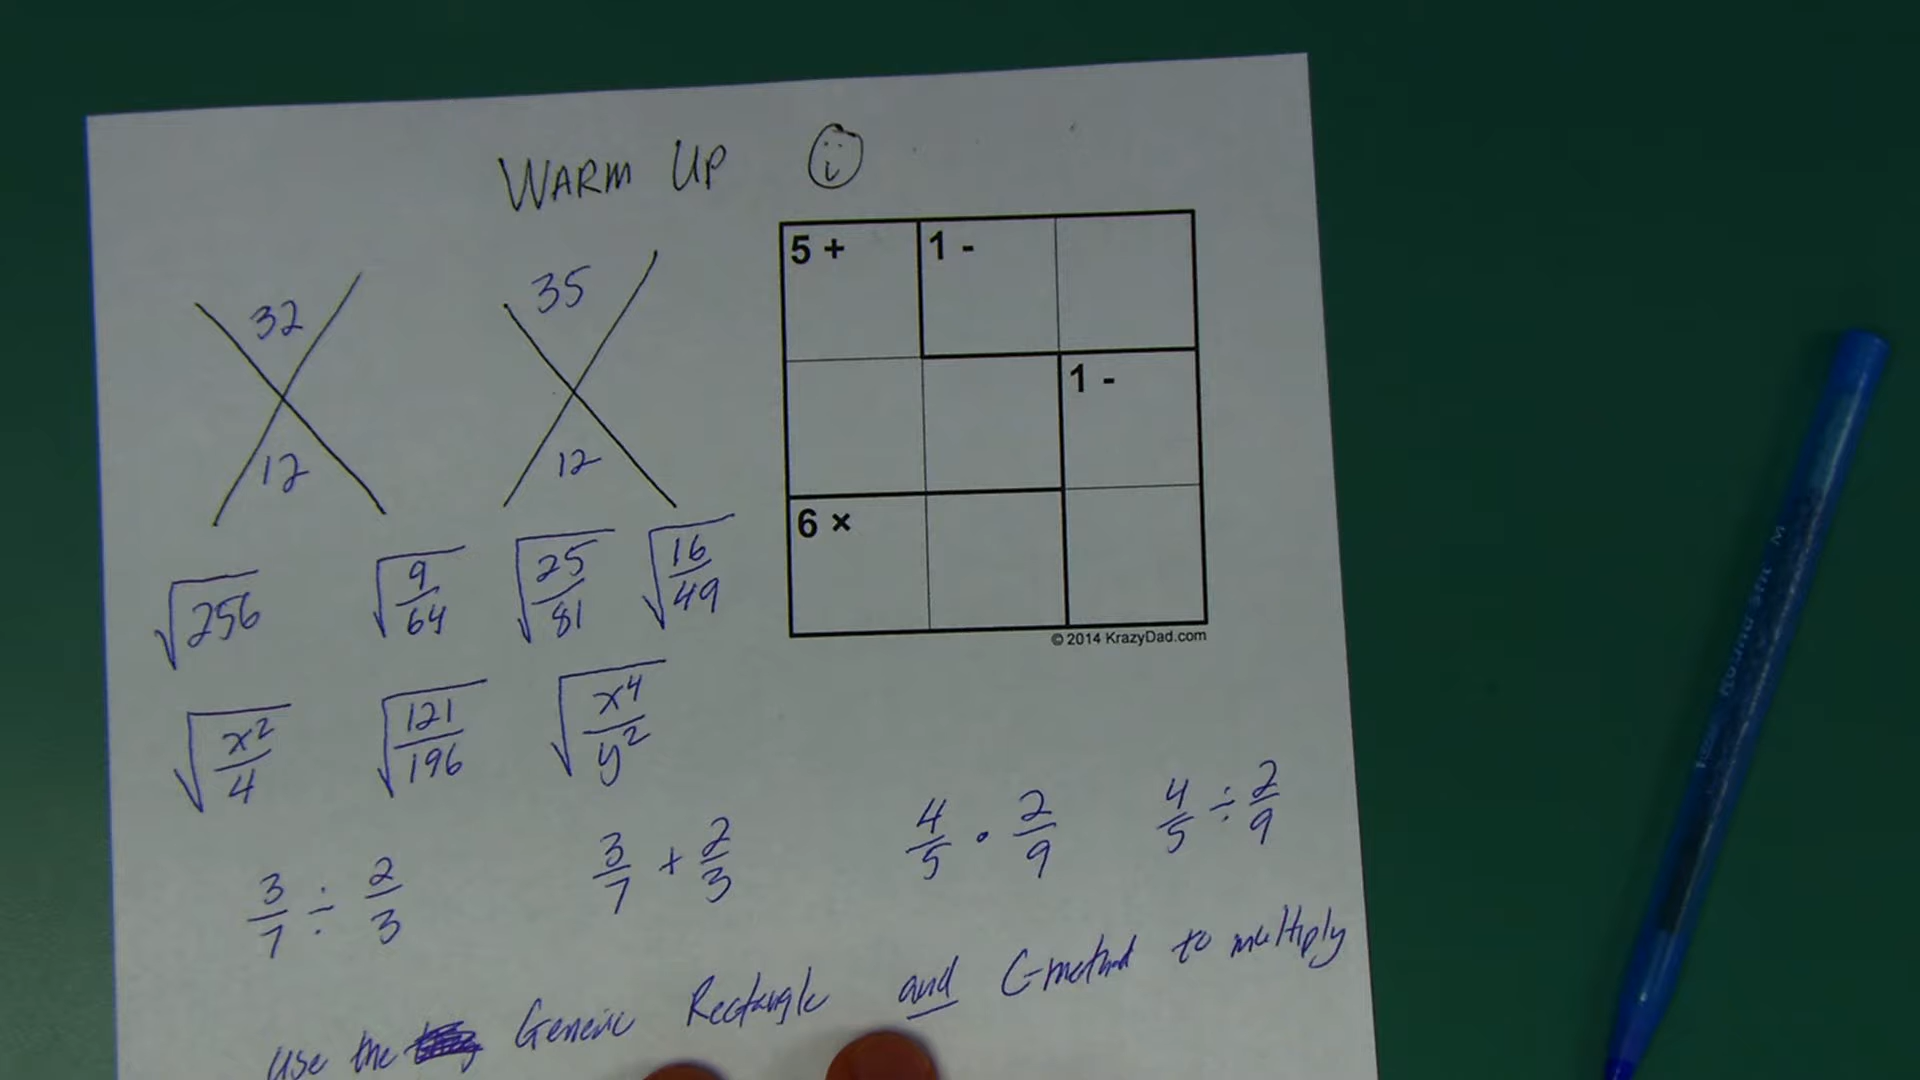 WARM UP
32
12
35
12
5 +
1 -
1 -
6 ×
© 2014 KrazyDad.com
√256
√9/64
√25/81
√16/49
√x²/4
√121/196
√x⁴/y²
3/7 ÷ 2/3
3/7 + 2/3
4/5 • 2/9
4/5 ÷ 2/9
Use the Generic Rectangle and C-method to multiply